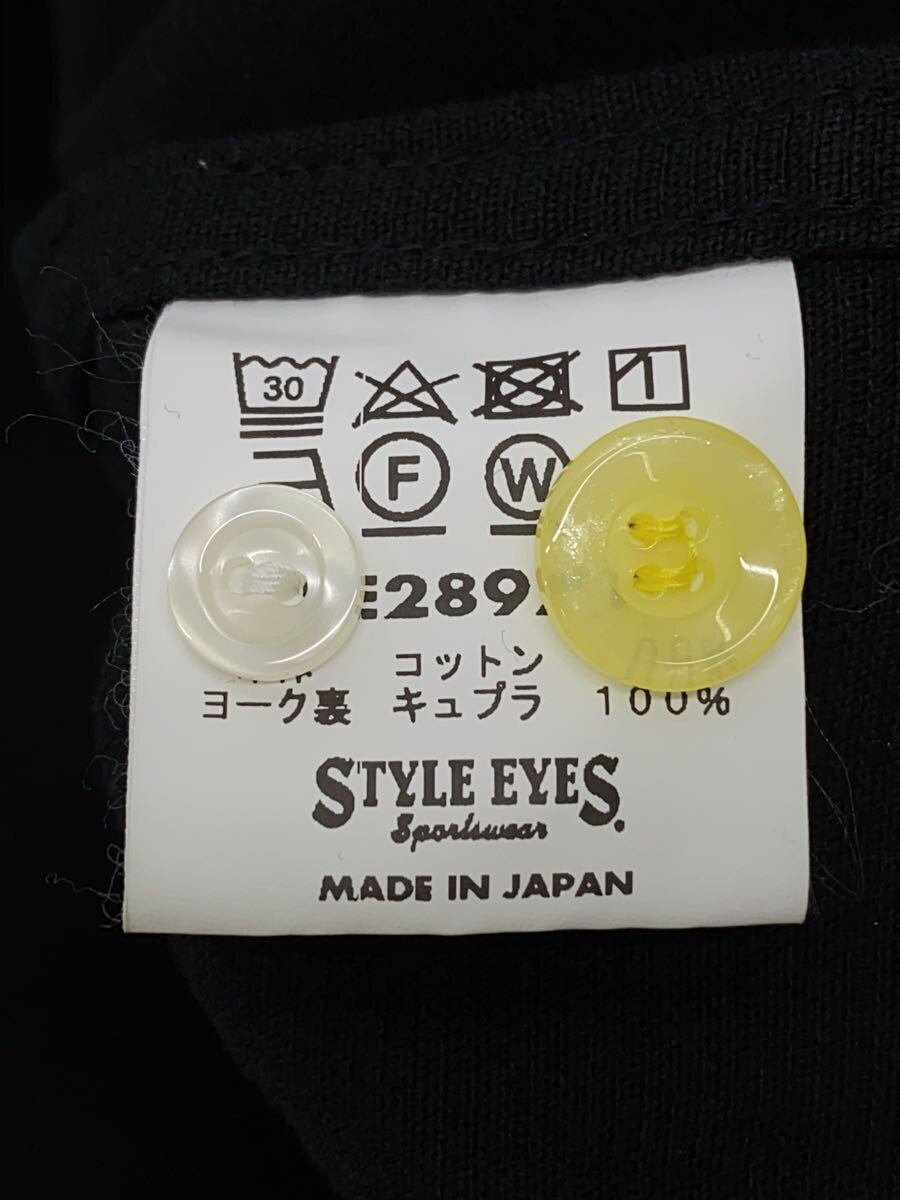 30
F W
E289
コットン
ヨーク裏 キュプラ 100%
STYLE EYES.
Sportswear
MADE IN JAPAN